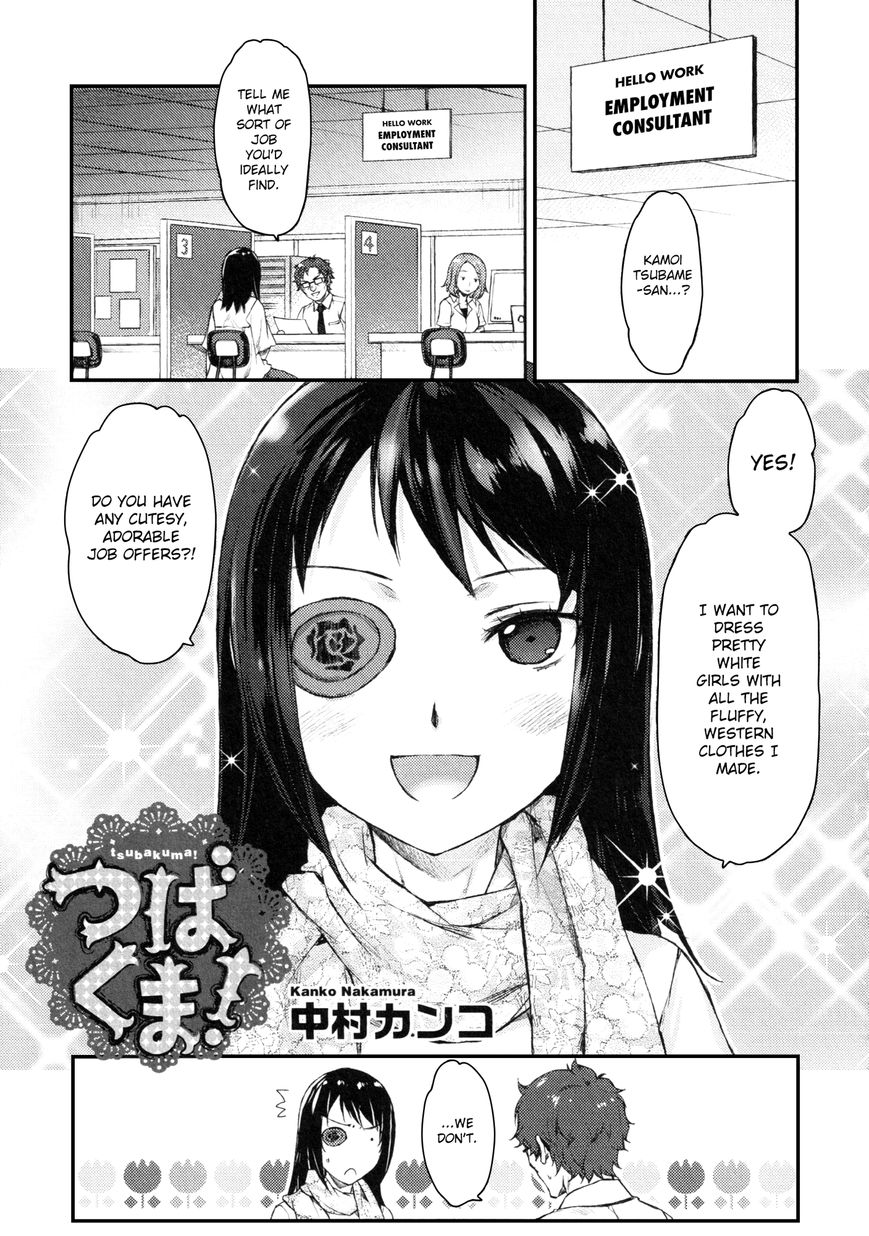 HELLO WORK
EMPLOYMENT
CONSULTANT
KAMOI
TSUBAME
-SAN...?
TELL ME
WHAT
SORT OF
JOB
YOU'D
IDEALLY
FIND.
HELLO WORK
EMPLOYMENT
CONSULTANT
3
4
YES!
I WANT TO
DRESS
PRETTY
WHITE
GIRLS WITH
ALL THE
FLUFFY,
WESTERN
CLOTHES I
MADE.
DO YOU HAVE
ANY CUTESY,
ADORABLE
JOB OFFERS?!
tsubakuma!
つば
くま!
Kanko Nakamura
中村カンコ
...WE
DON'T.